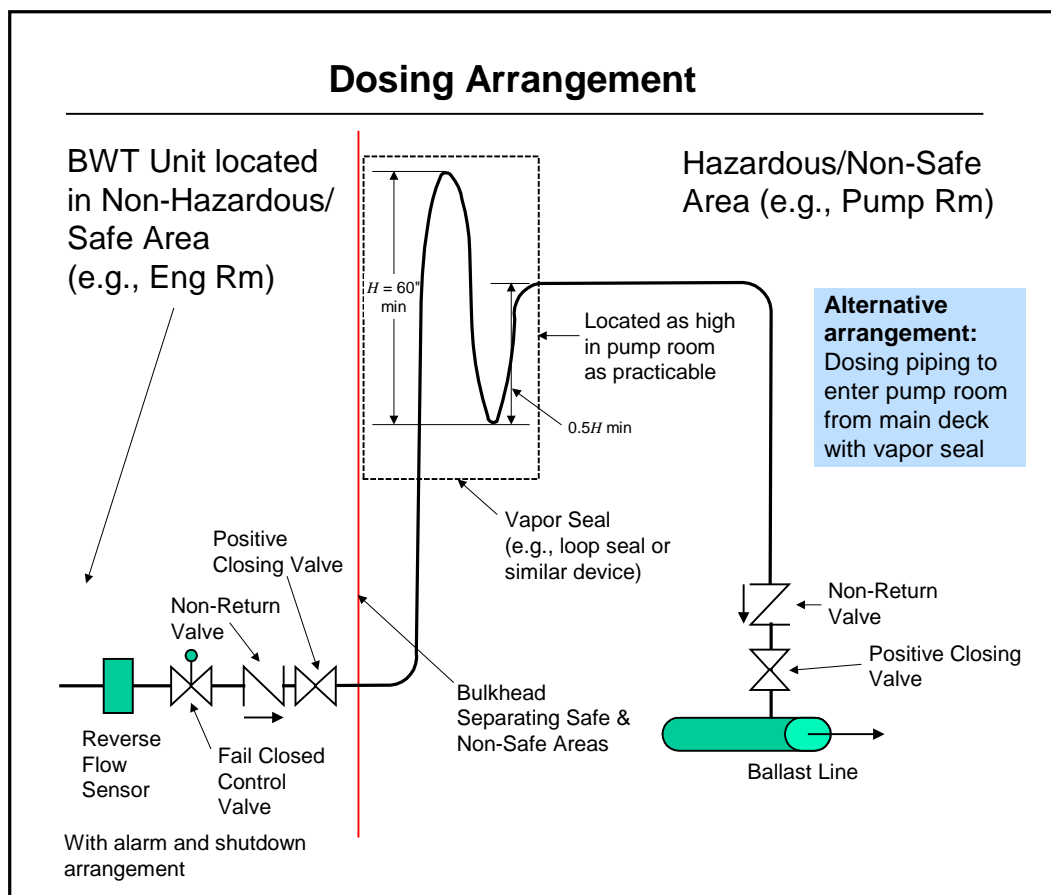 Dosing Arrangement
BWT Unit located
in Non-Hazardous/
Safe Area
(e.g., Eng Rm)
Hazardous/Non-Safe
Area (e.g., Pump Rm)
H = 60"
min
Located as high
in pump room
as practicable
0.5H min
Alternative
arrangement:
Dosing piping to
enter pump room
from main deck
with vapor seal
Vapor Seal
(e.g., loop seal or
similar device)
Positive
Closing Valve
Non-Return
Valve
Non-Return
Valve
Positive Closing
Valve
Bulkhead
Separating Safe &
Non-Safe Areas
Reverse
Flow
Sensor
Fail Closed
Control
Valve
Ballast Line
With alarm and shutdown
arrangement